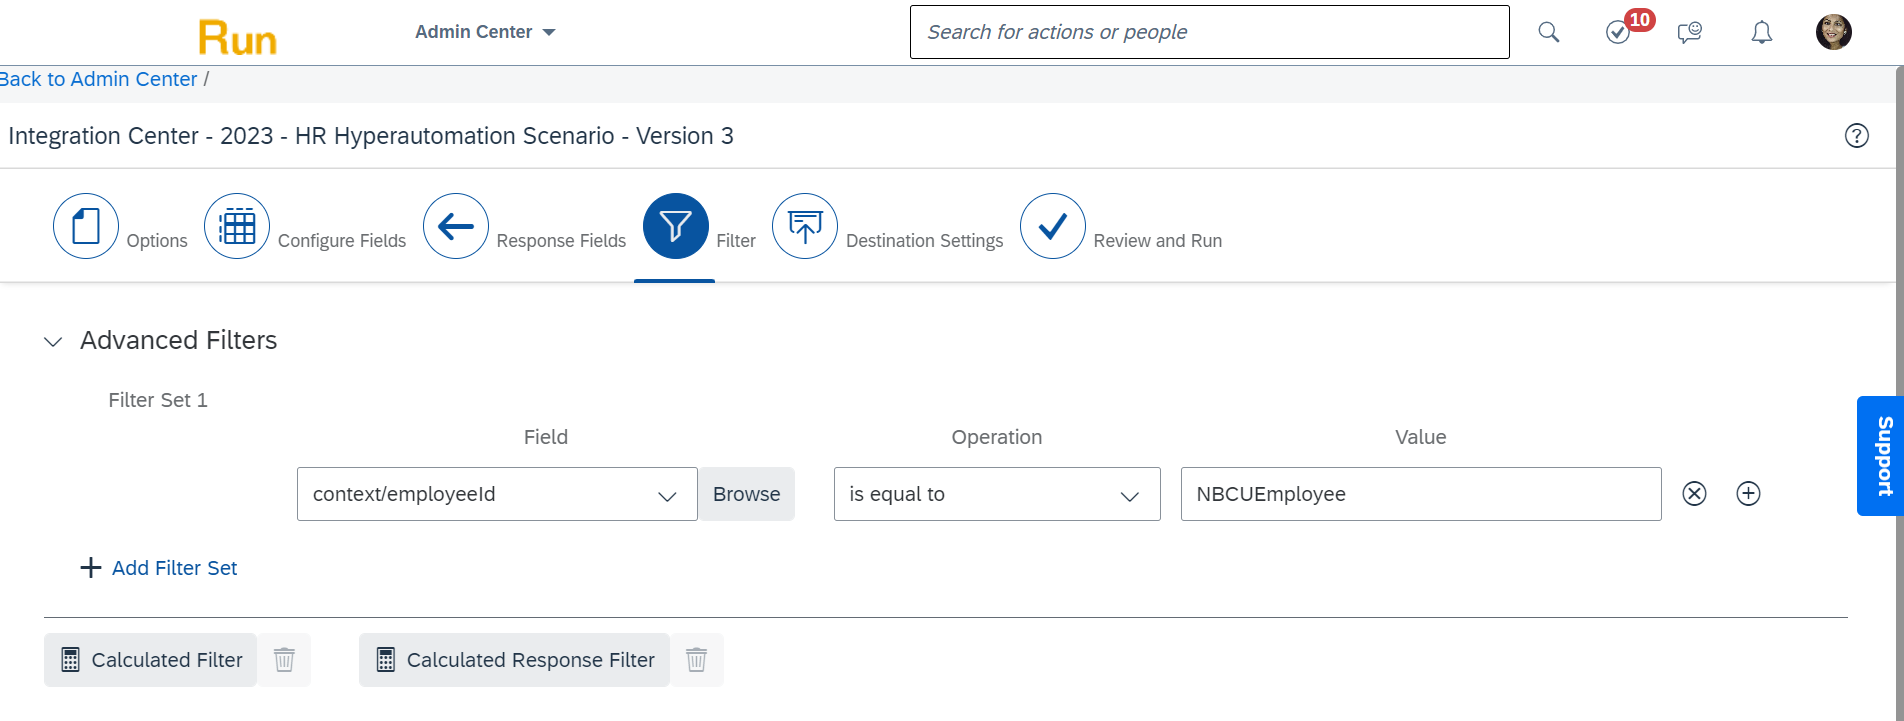 Run
Admin Center
Search for actions or people
10
Back to Admin Center /
Integration Center - 2023 - HR Hyperautomation Scenario - Version 3
Options
Configure Fields
Response Fields
Filter
Destination Settings
Review and Run
Advanced Filters
Filter Set 1
Field
Operation
Value
context/employeeId
Browse
is equal to
NBCUEmployee
Support
Add Filter Set
Calculated Filter
Calculated Response Filter